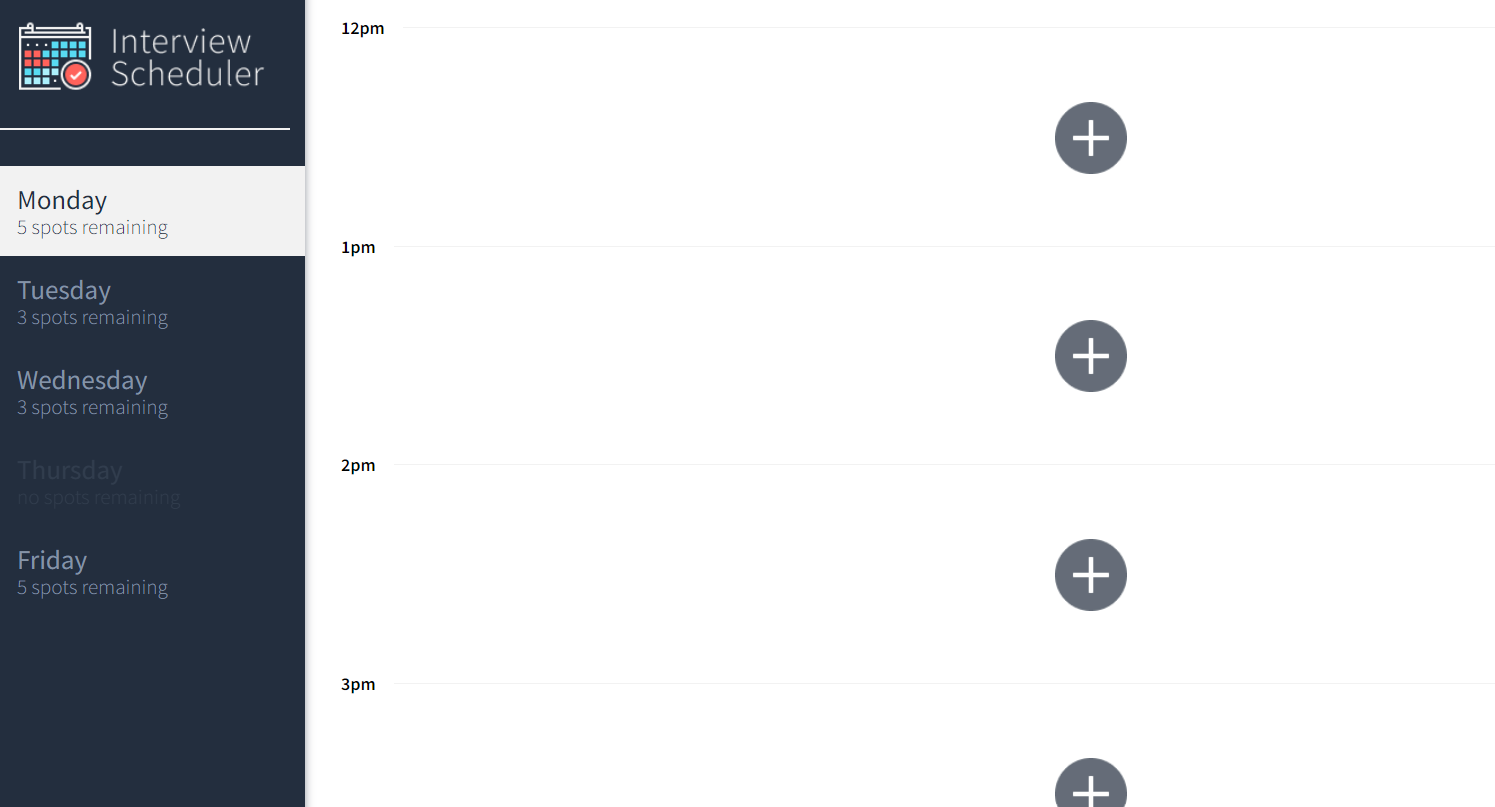 Interview
Scheduler
Monday
5 spots remaining
Tuesday
3 spots remaining
Wednesday
3 spots remaining
Thursday
no spots remaining
Friday
5 spots remaining
12pm
1pm
2pm
3pm